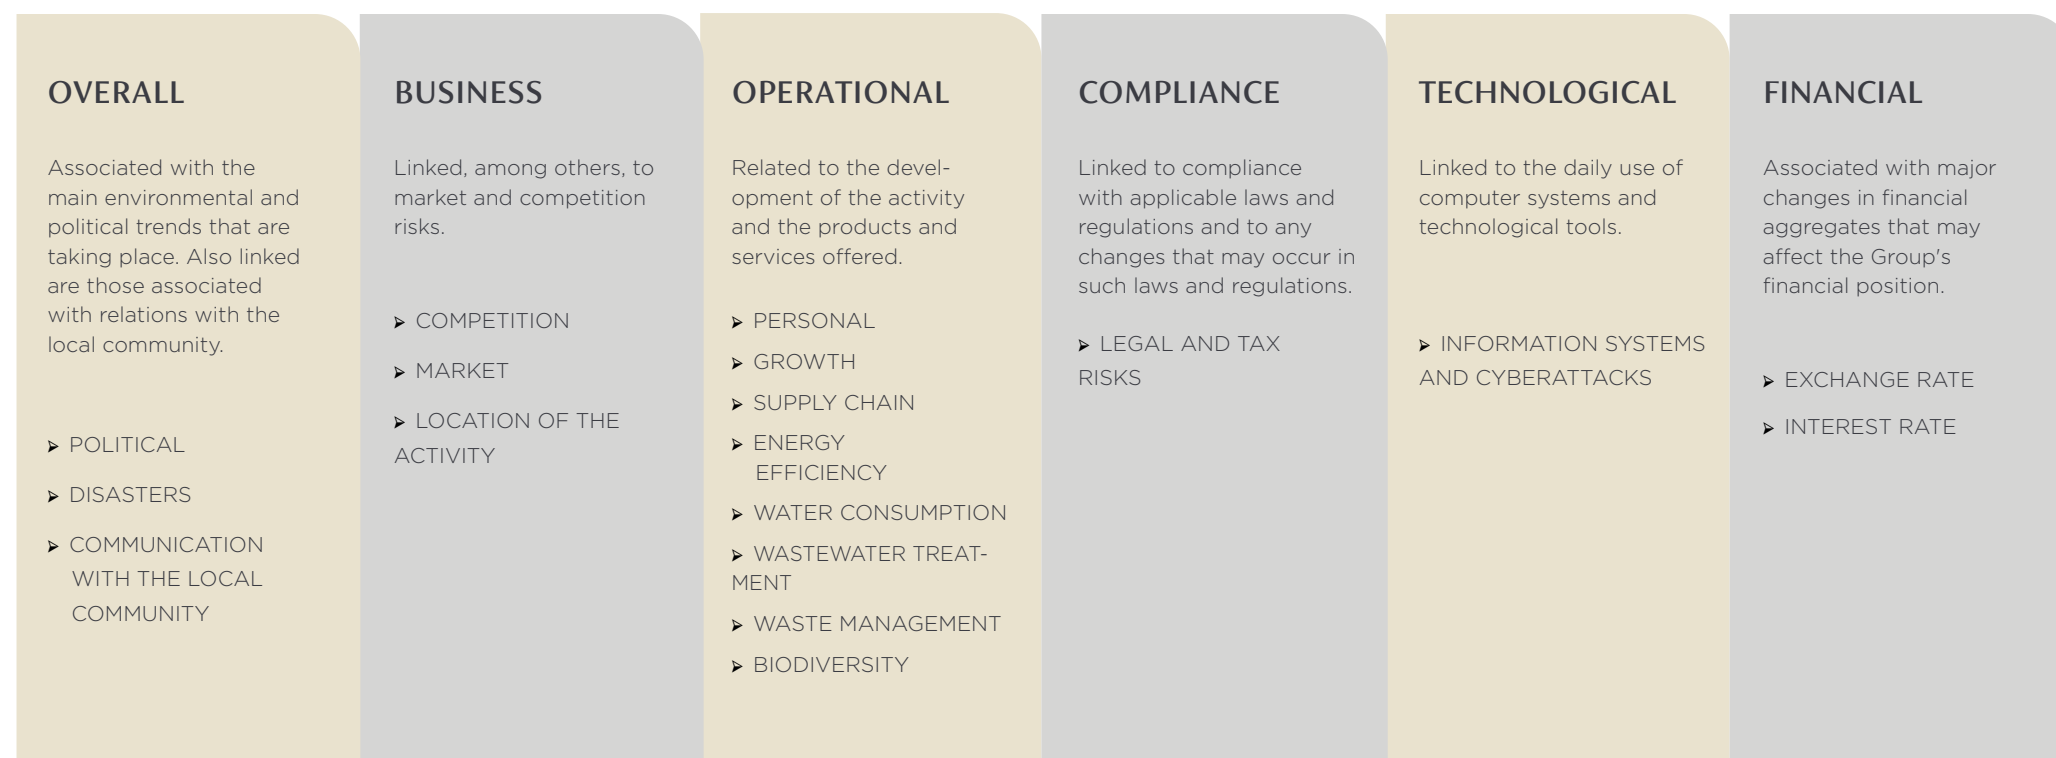 OVERALL
Associated with the
main environmental and
political trends that are
taking place. Also linked
are those associated
with relations with the
local community.
➢ POLITICAL
➢ DISASTERS
➢ COMMUNICATION
WITH THE LOCAL
COMMUNITY
BUSINESS
Linked, among others, to
market and competition
risks.
➢ COMPETITION
➢ MARKET
➢ LOCATION OF THE
ACTIVITY
OPERATIONAL
Related to the devel-
opment of the activity
and the products and
services offered.
➢ PERSONAL
➢ GROWTH
➢ SUPPLY CHAIN
➢ ENERGY
EFFICIENCY
➢ WATER CONSUMPTION
➢ WASTEWATER TREAT-
MENT
➢ WASTE MANAGEMENT
➢ BIODIVERSITY
COMPLIANCE
Linked to compliance
with applicable laws and
regulations and to any
changes that may occur in
such laws and regulations.
➢ LEGAL AND TAX
RISKS
TECHNOLOGICAL
Linked to the daily use of
computer systems and
technological tools.
➢ INFORMATION SYSTEMS
AND CYBERATTACKS
FINANCIAL
Associated with major
changes in financial
aggregates that may
affect the Group's
financial position.
➢ EXCHANGE RATE
➢ INTEREST RATE